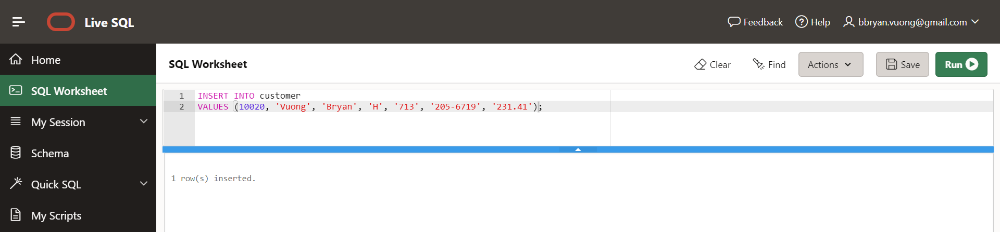 Live SQL
Feedback
Help
bbryan.vuong@gmail.com
Home
SQL Worksheet
My Session
Schema
Quick SQL
My Scripts
SQL Worksheet
Clear
Find
Actions
Save
Run
1 INSERT INTO customer
2 VALUES (10020, 'Vuong', 'Bryan', 'H', '713', '205-6719', '231.41');
1 row(s) inserted.